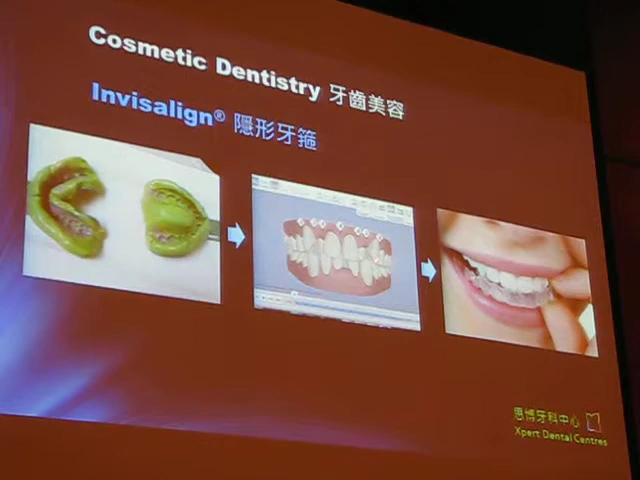 Cosmetic Dentistry 牙齒美容
Invisalign® 隱形牙箍
思博牙科中心
Xpert Dental Centres